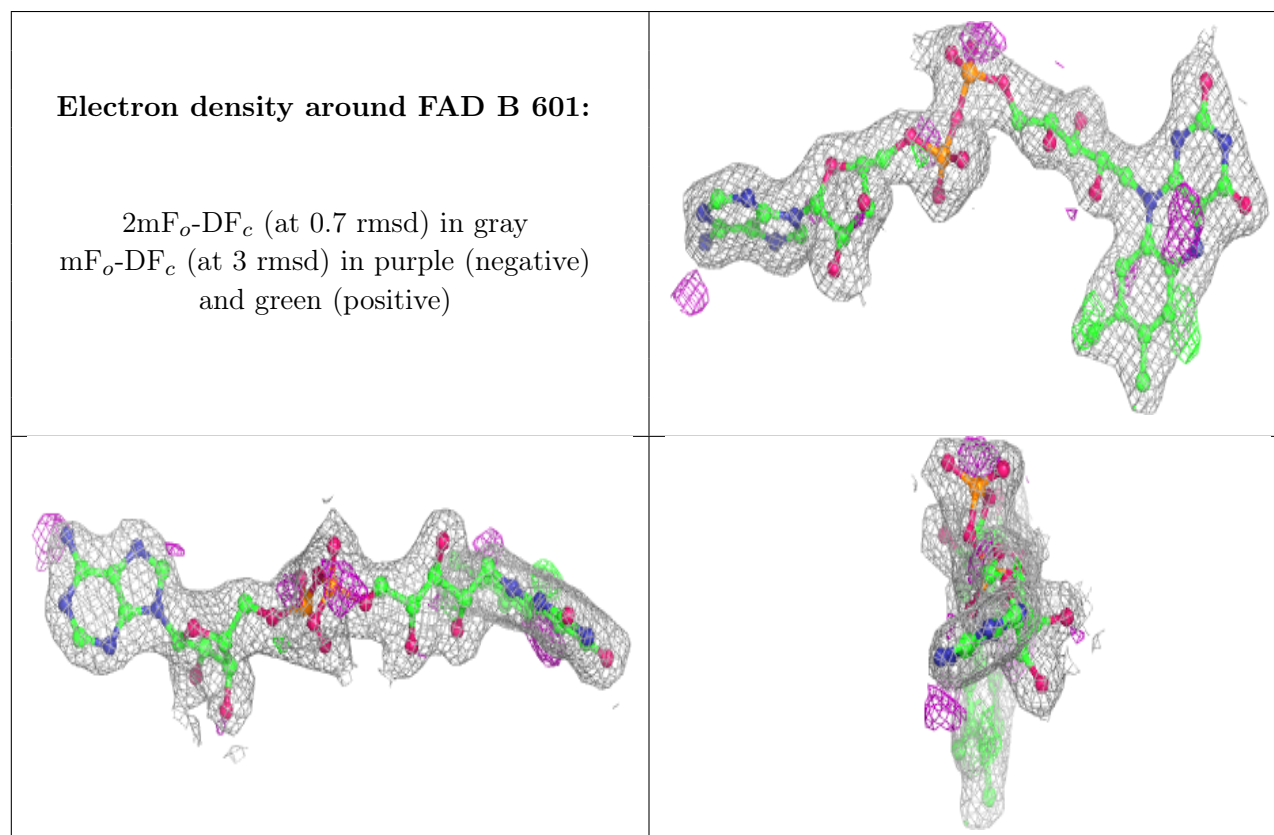 Electron density around FAD B 601:
2mFₒ-DF𝒸 (at 0.7 rmsd) in gray
mFₒ-DF𝒸 (at 3 rmsd) in purple (negative)
and green (positive)